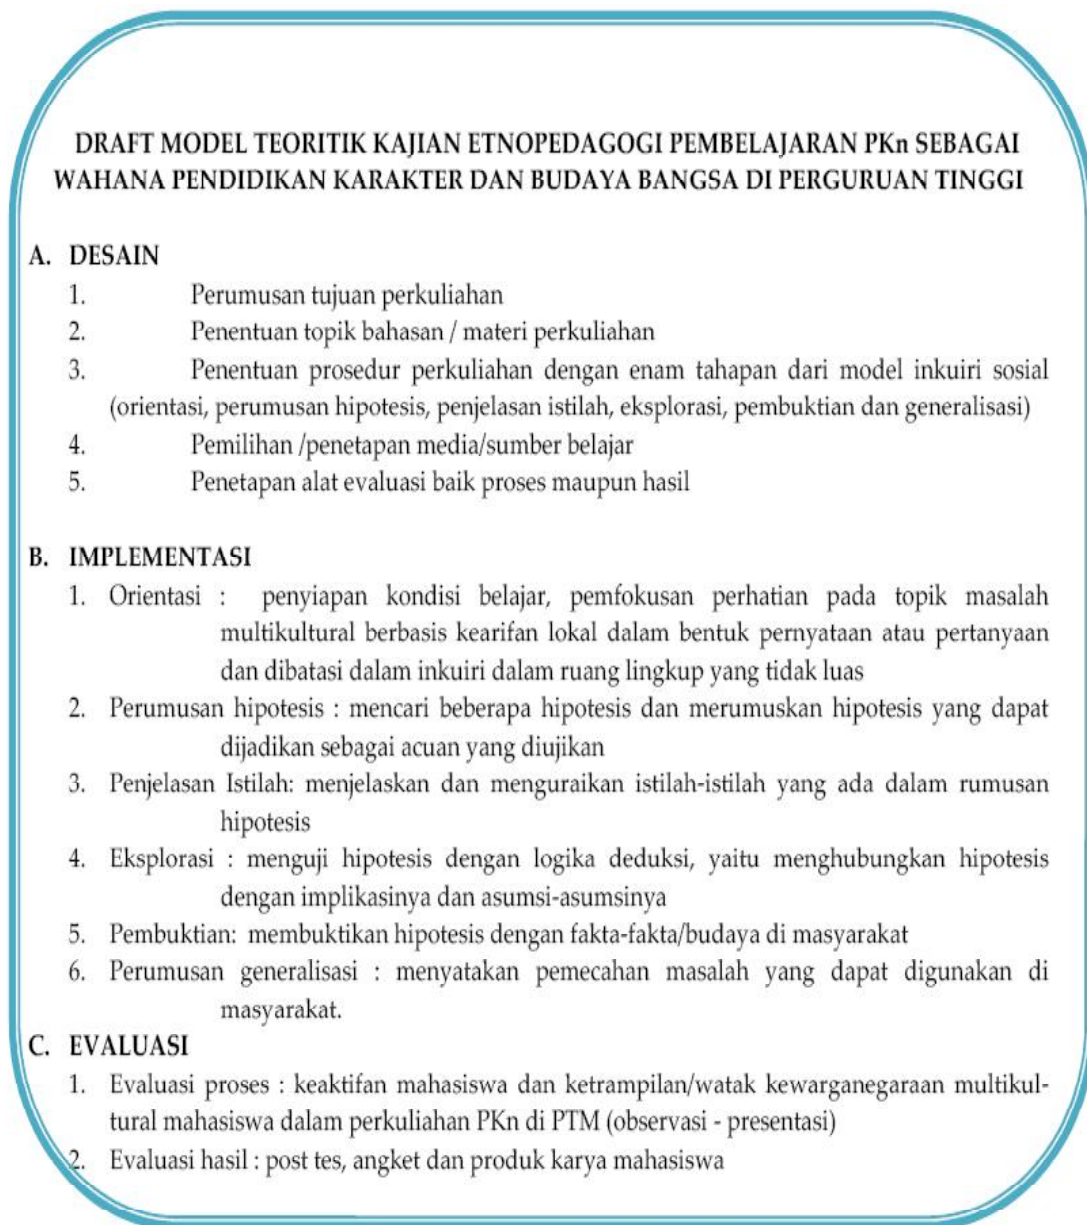 DRAFT MODEL TEORITIK KAJIAN ETNOPEDAGOGI PEMBELAJARAN PKn SEBAGAI
WAHANA PENDIDIKAN KARAKTER DAN BUDAYA BANGSA DI PERGURUAN TINGGI
A. DESAIN
1. Perumusan tujuan perkuliahan
2. Penentuan topik bahasan / materi perkuliahan
3. Penentuan prosedur perkuliahan dengan enam tahapan dari model inkuiri sosial
(orientasi, perumusan hipotesis, penjelasan istilah, eksplorasi, pembuktian dan generalisasi)
4. Pemilihan /penetapan media/sumber belajar
5. Penetapan alat evaluasi baik proses maupun hasil
B. IMPLEMENTASI
1. Orientasi : penyiapan kondisi belajar, pemfokusan perhatian pada topik masalah
multikultural berbasis kearifan lokal dalam bentuk pernyataan atau pertanyaan
dan dibatasi dalam inkuiri dalam ruang lingkup yang tidak luas
2. Perumusan hipotesis : mencari beberapa hipotesis dan merumuskan hipotesis yang dapat
dijadikan sebagai acuan yang diujikan
3. Penjelasan Istilah: menjelaskan dan menguraikan istilah-istilah yang ada dalam rumusan
hipotesis
4. Eksplorasi : menguji hipotesis dengan logika deduksi, yaitu menghubungkan hipotesis
dengan implikasinya dan asumsi-asumsinya
5. Pembuktian: membuktikan hipotesis dengan fakta-fakta/budaya di masyarakat
6. Perumusan generalisasi : menyatakan pemecahan masalah yang dapat digunakan di
masyarakat.
C. EVALUASI
1. Evaluasi proses : keaktifan mahasiswa dan ketrampilan/watak kewarganegaraan multikul-
tural mahasiswa dalam perkuliahan PKn di PTM (observasi - presentasi)
2. Evaluasi hasil : post tes, angket dan produk karya mahasiswa